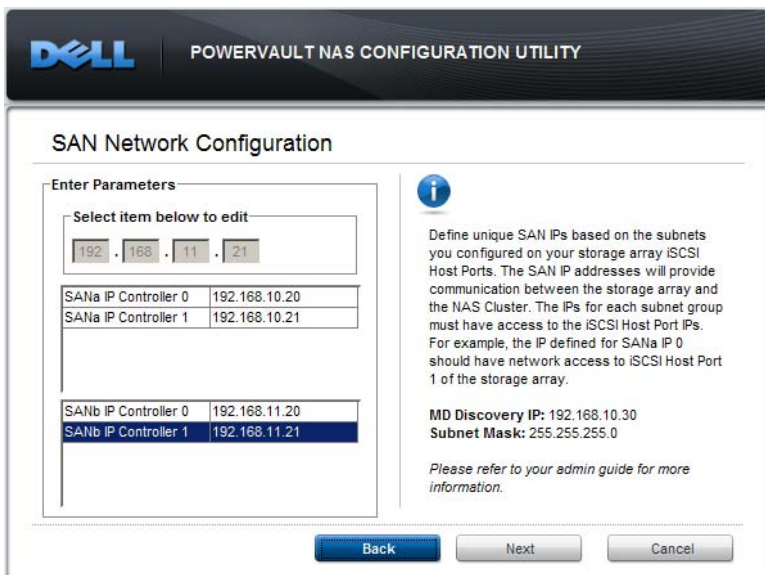 DELL
POWERVAULT NAS CONFIGURATION UTILITY
SAN Network Configuration
Enter Parameters
Select item below to edit
192 . 168 . 11 . 21
SANa IP Controller 0 192.168.10.20
SANa IP Controller 1 192.168.10.21
SANb IP Controller 0 192.168.11.20
SANb IP Controller 1 192.168.11.21
i
Define unique SAN IPs based on the subnets
you configured on your storage array iSCSI
Host Ports. The SAN IP addresses will provide
communication between the storage array and
the NAS Cluster. The IPs for each subnet group
must have access to the iSCSI Host Port IPs.
For example, the IP defined for SANa IP 0
should have network access to iSCSI Host Port
1 of the storage array.
MD Discovery IP: 192.168.10.30
Subnet Mask: 255.255.255.0
Please refer to your admin guide for more
information.
Back
Next
Cancel